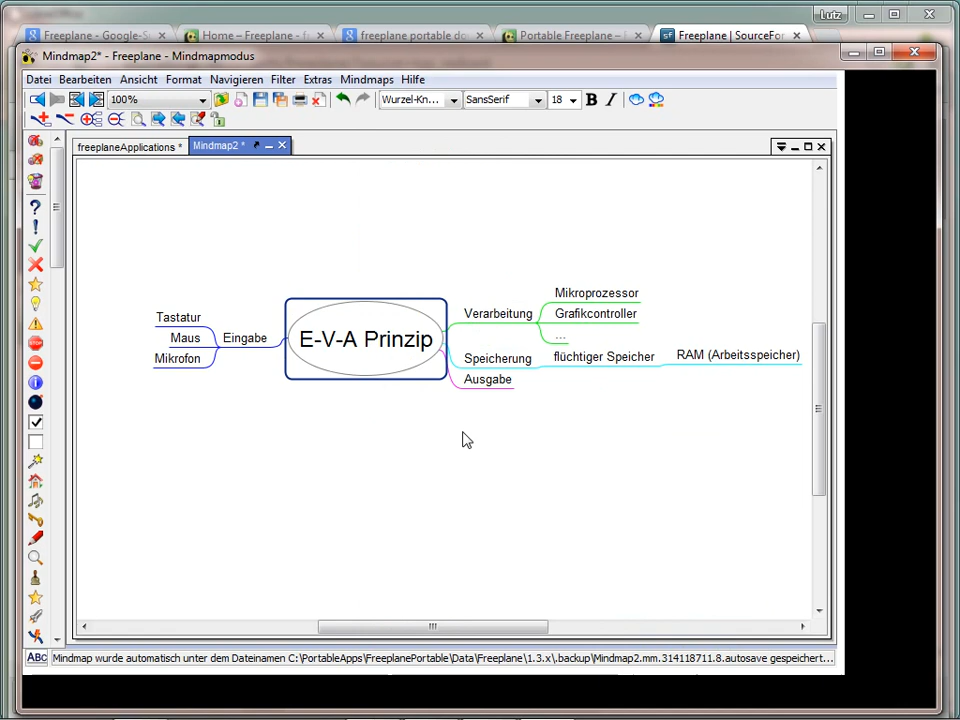 Lutz
Freeplane - Google-S
Home – Freeplane - f
freeplane portable do
Portable Freeplane –
Freeplane | SourceFor
Mindmap2* - Freeplane - Mindmapmodus
Datei Bearbeiten Ansicht Format Navigieren Filter Extras Mindmaps Hilfe
100% Wurzel-Kn... SansSerif 18 B I
freeplaneApplications * Mindmap2 *
Mikroprozessor
Tastatur Verarbeitung Grafikcontroller
Maus Eingabe E-V-A Prinzip ...
Mikrofon Speicherung flüchtiger Speicher RAM (Arbeitsspeicher)
Ausgabe
ABC Mindmap wurde automatisch unter dem Dateinamen C:\PortableApps\FreeplanePortable\Data\Freeplane\1.3.x\.backup\Mindmap2.mm.314118711.8.autosave gespeichert...